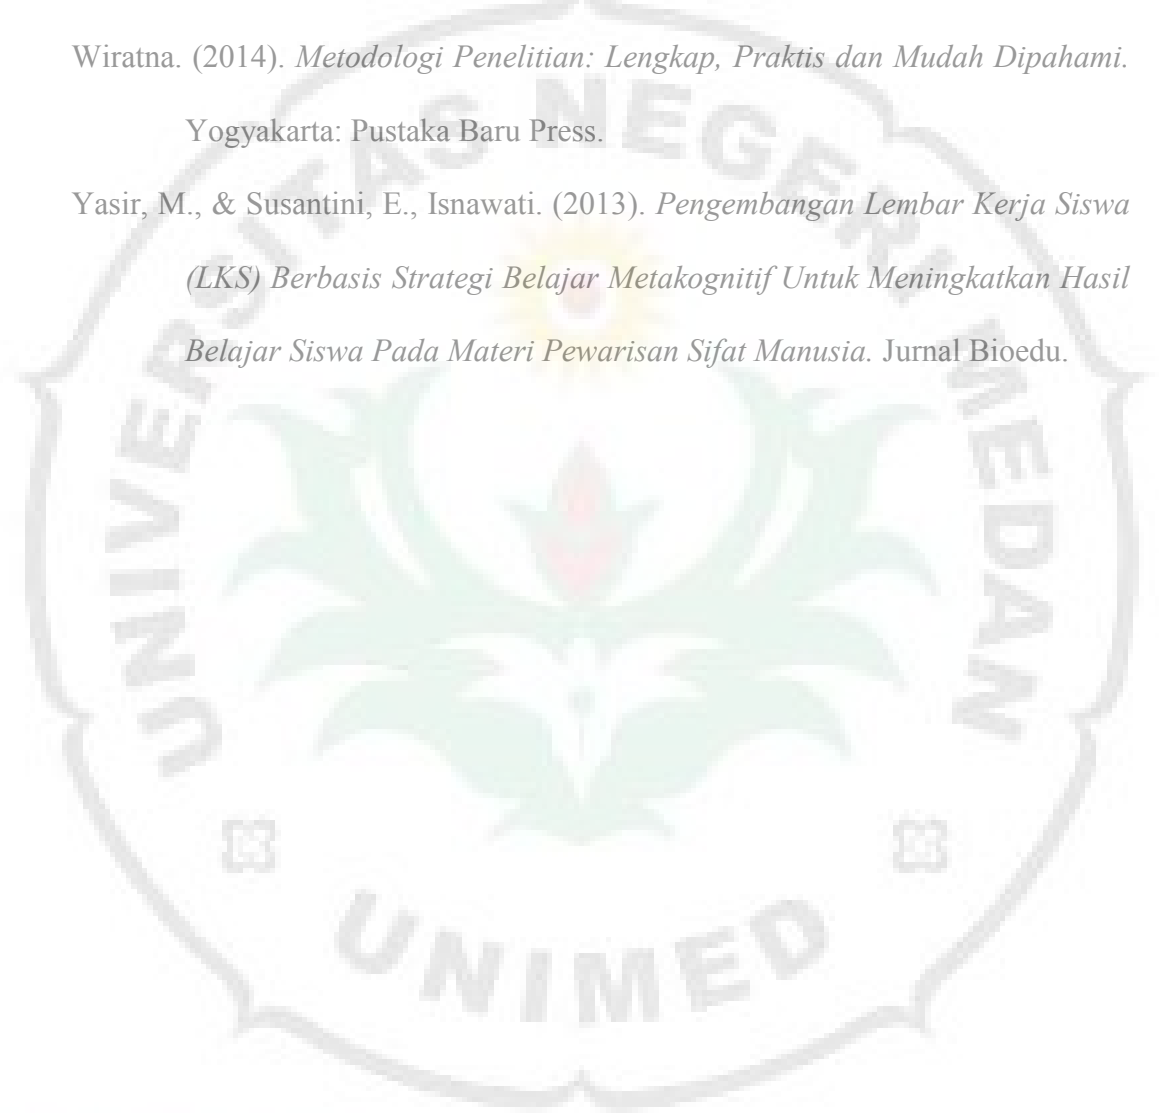 Wiratna. (2014). Metodologi Penelitian: Lengkap, Praktis dan Mudah Dipahami.
Yogyakarta: Pustaka Baru Press.
Yasir, M., & Susantini, E., Isnawati. (2013). Pengembangan Lembar Kerja Siswa
(LKS) Berbasis Strategi Belajar Metakognitif Untuk Meningkatkan Hasil
Belajar Siswa Pada Materi Pewarisan Sifat Manusia. Jurnal Bioedu.
UNIVERSITAS NEGERI MEDAN
UNIMED